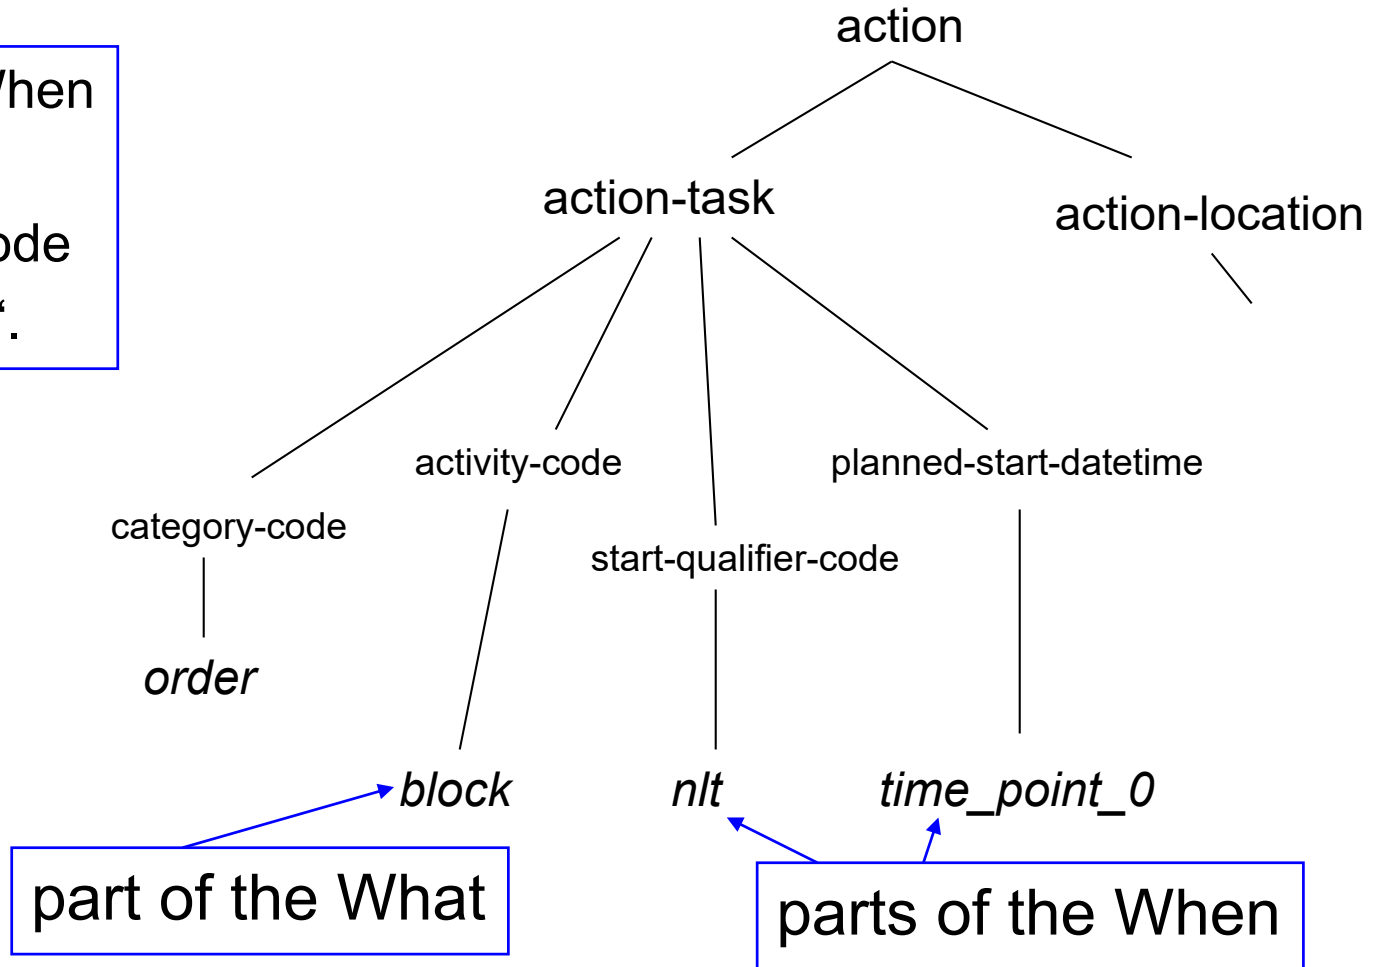 action
When
action-task
action-location
“.
activity-code
planned-start-datetime
category-code
start-qualifier-code
order
block
nlt
time_point_0
part of the What
parts of the When